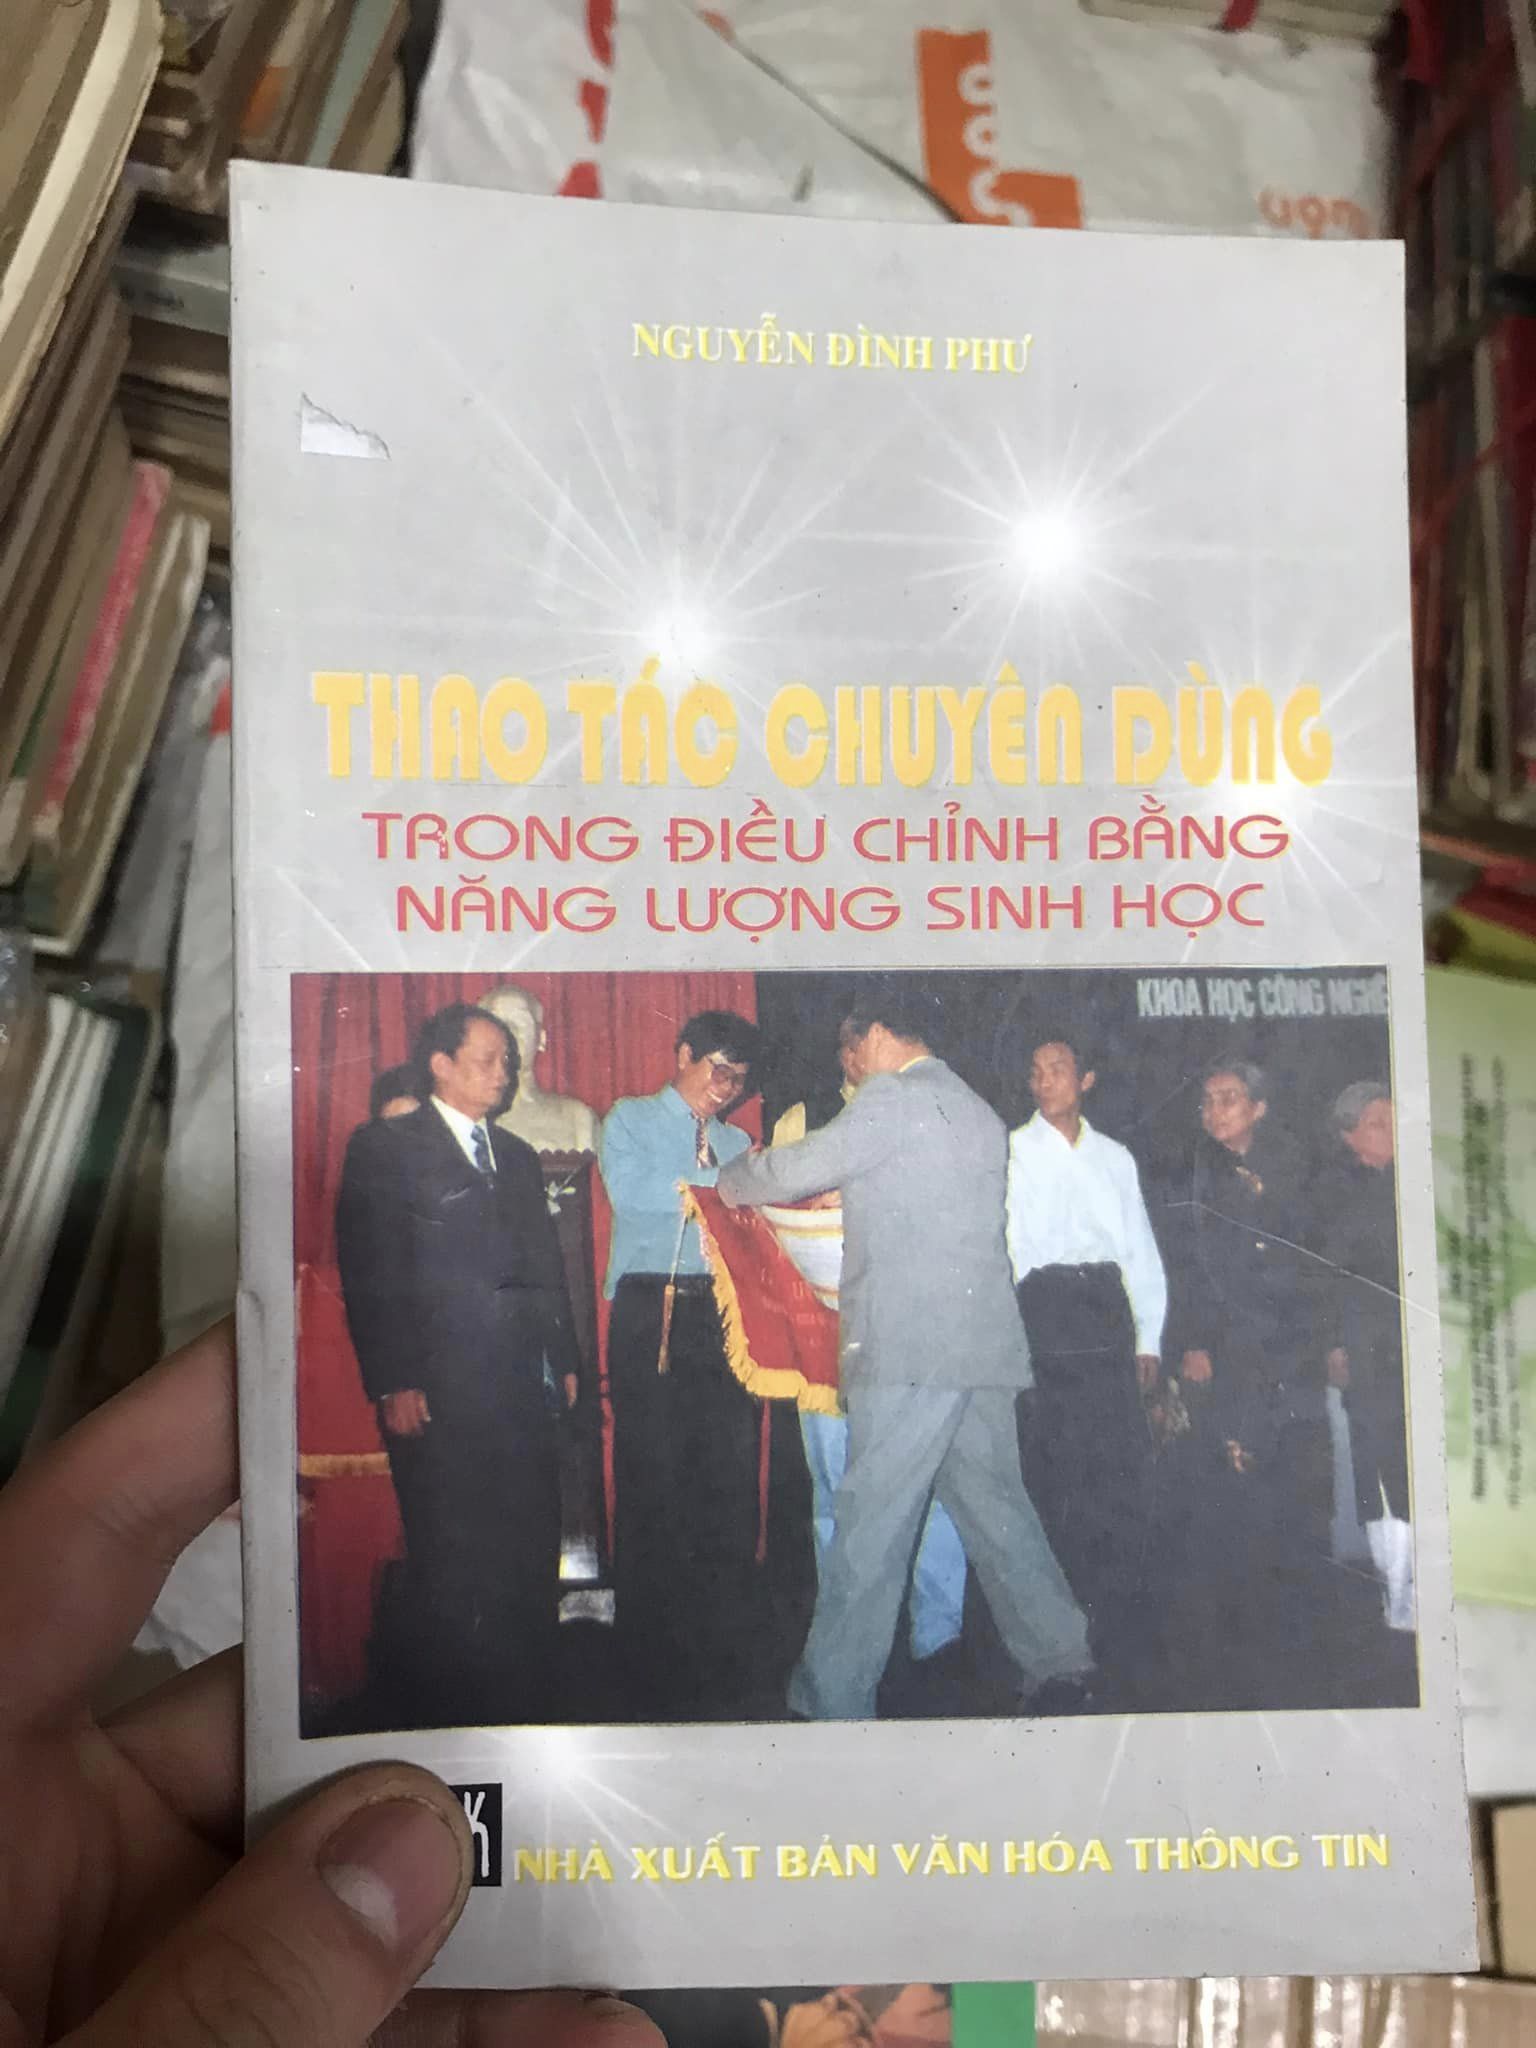 NGUYỄN ĐÌNH PHƯ
THAO TÁC CHUYÊN DÙNG
TRONG ĐIỀU CHỈNH BẰNG
NĂNG LƯỢNG SINH HỌC
KHOA HỌC CÔNG NGHỆ
NHÀ XUẤT BẢN VĂN HÓA THÔNG TIN